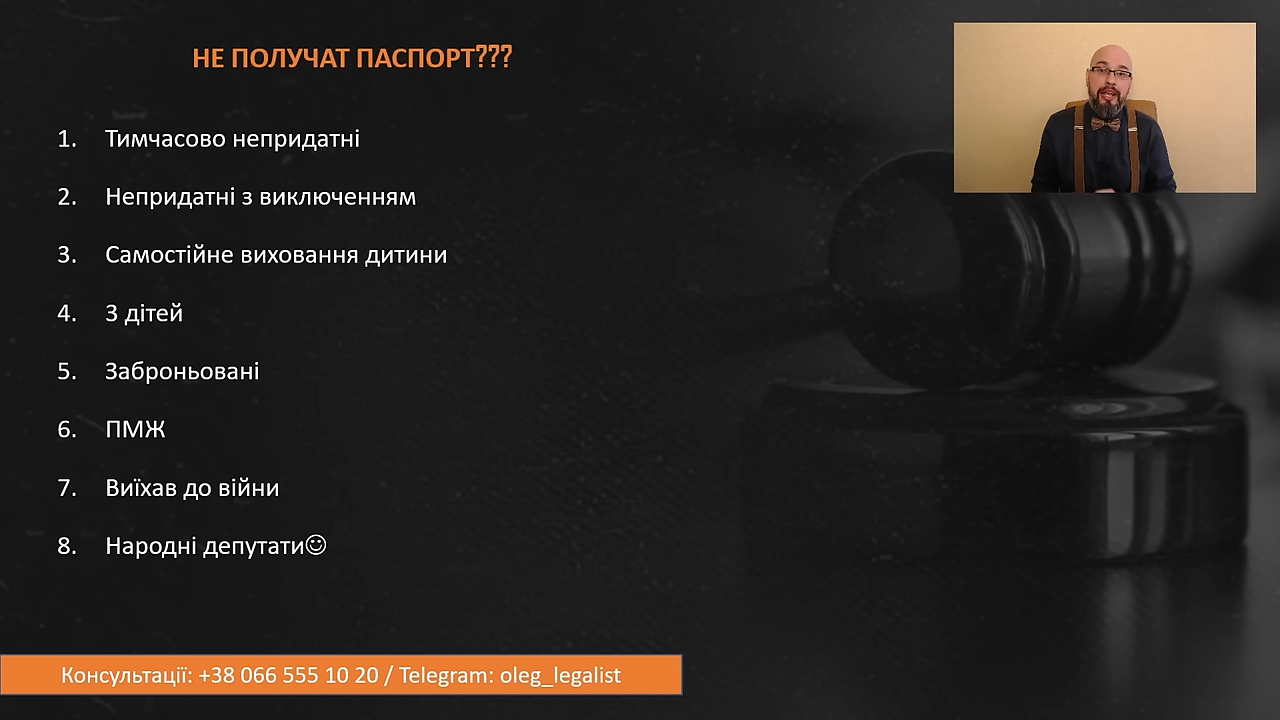 НЕ ПОЛУЧАТ ПАСПОРТ???
1. Тимчасово непридатні
2. Непридатні з виключенням
3. Самостійне виховання дитини
4. 3 дітей
5. Заброньовані
6. ПМЖ
7. Виїхав до війни
8. Народні депутати☺
Консультації: +38 066 555 10 20 / Telegram: oleg_legalist